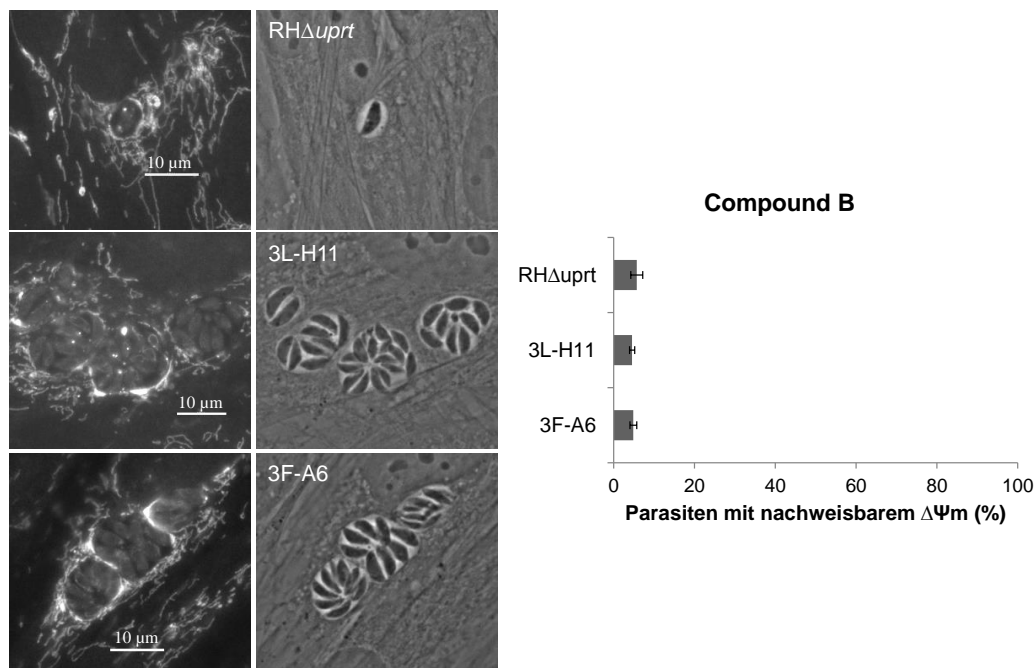 RHΔuprt
10 µm
3L-H11
10 µm
3F-A6
10 µm
Compound B
RHΔuprt
3L-H11
3F-A6
0 20 40 60 80 100
Parasiten mit nachweisbarem ΔΨm (%)